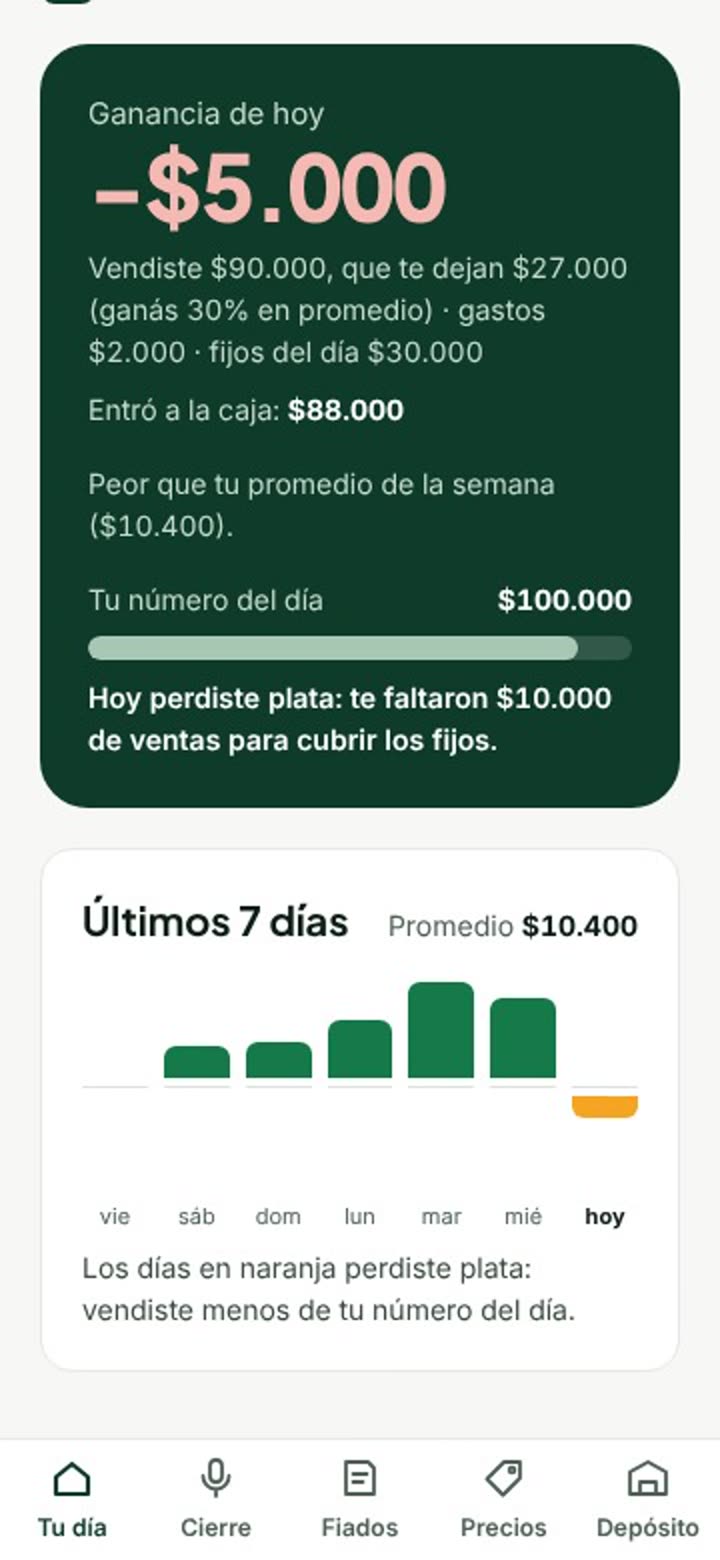 Ganancia de hoy
−$5.000
Vendiste $90.000, que te dejan $27.000
(ganás 30% en promedio) · gastos
$2.000 · fijos del día $30.000
Entró a la caja: $88.000
Peor que tu promedio de la semana
($10.400).
Tu número del día $100.000
Hoy perdiste plata: te faltaron $10.000
de ventas para cubrir los fijos.
Últimos 7 días Promedio $10.400
vie sáb dom lun mar mié hoy
Los días en naranja perdiste plata:
vendiste menos de tu número del día.
Tu día Cierre Fiados Precios Depósito